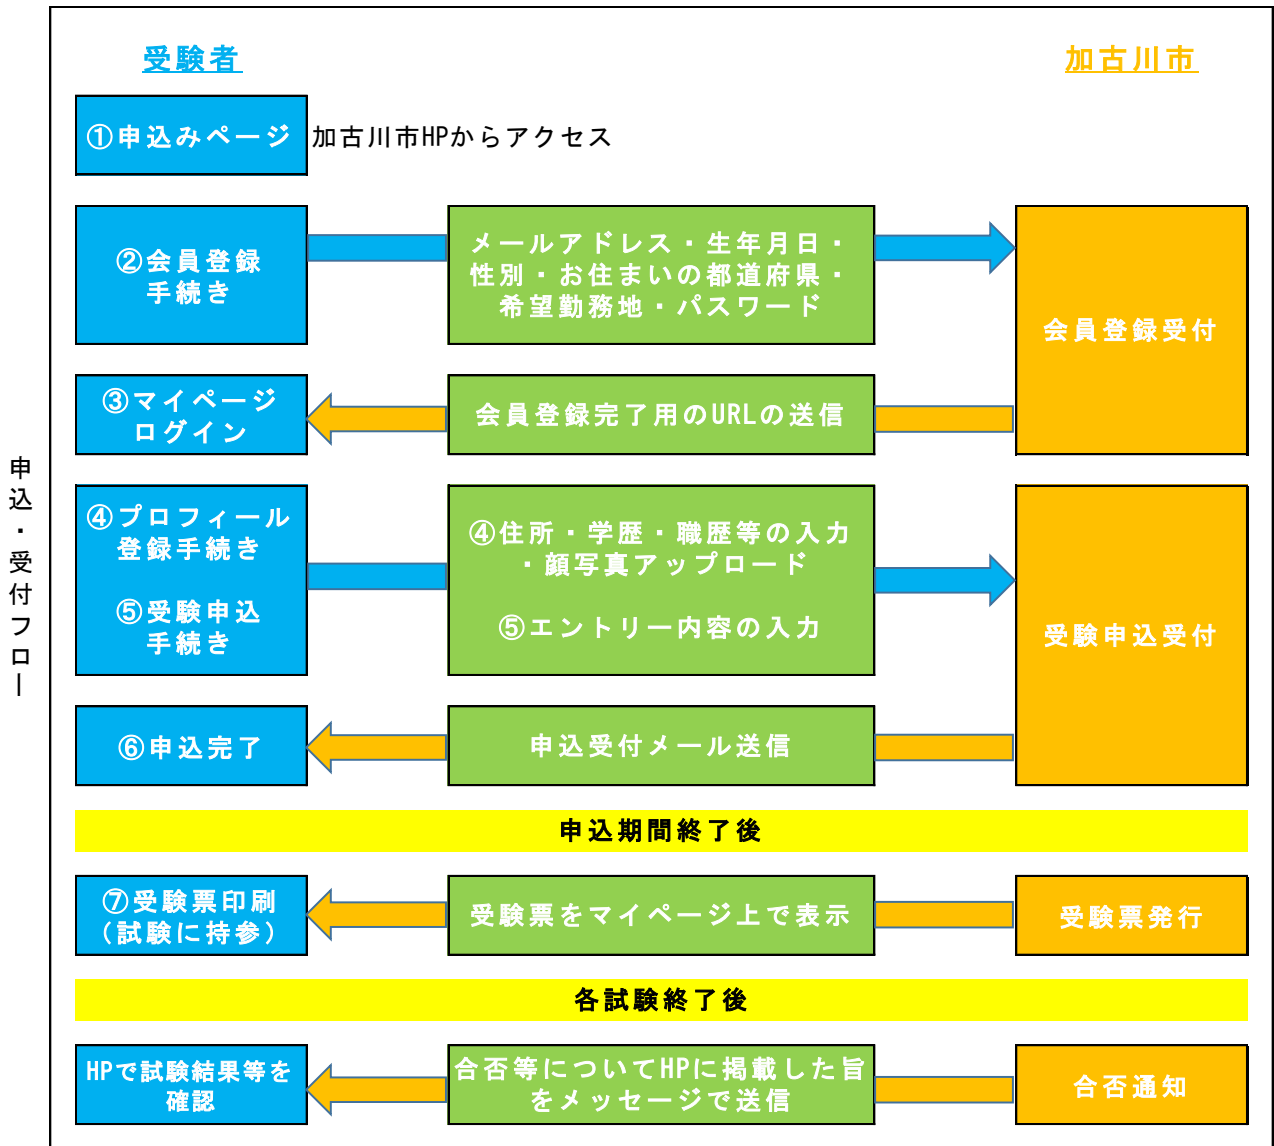 受験者
加古川市
①申込みページ
加古川市HPからアクセス
②会員登録
手続き
メールアドレス・生年月日・
性別・お住まいの都道府県・
希望勤務地・パスワード
会員登録受付
③マイページ
ログイン
会員登録完了用のURLの送信
申込・受付フロー
④プロフィール
登録手続き
⑤受験申込
手続き
④住所・学歴・職歴等の入力
・顔写真アップロード
⑤エントリー内容の入力
受験申込受付
⑥申込完了
申込受付メール送信
申込期間終了後
⑦受験票印刷
(試験に持参)
受験票をマイページ上で表示
受験票発行
各試験終了後
HPで試験結果等を
確認
合否等についてHPに掲載した旨
をメッセージで送信
合否通知